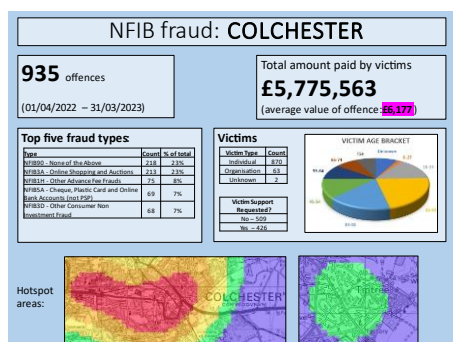 NFIB fraud: COLCHESTER
935 offences
(01/04/2022 – 31/03/2023)
Total amount paid by victims
£5,775,563
(average value of offence:£6,177)
Top five fraud types
Type Count % of total
NFIB90 - None of the Above 218 23%
NFIB3A - Online Shopping and Auctions 213 23%
NFIB1H - Other Advance Fee Frauds 75 8%
NFIB5A - Cheque, Plastic Card and Online
Bank Accounts (not PSP) 69 7%
NFIB3D - Other Consumer Non
Investment Fraud 68 7%
Victims
Victim Type Count
Individual 870
Organisation 63
Unknown 2
Victim Support
Requested?
No – 509
Yes – 426
VICTIM AGE BRACKET
Hotspot
areas:
COLCHESTER
Tiptree